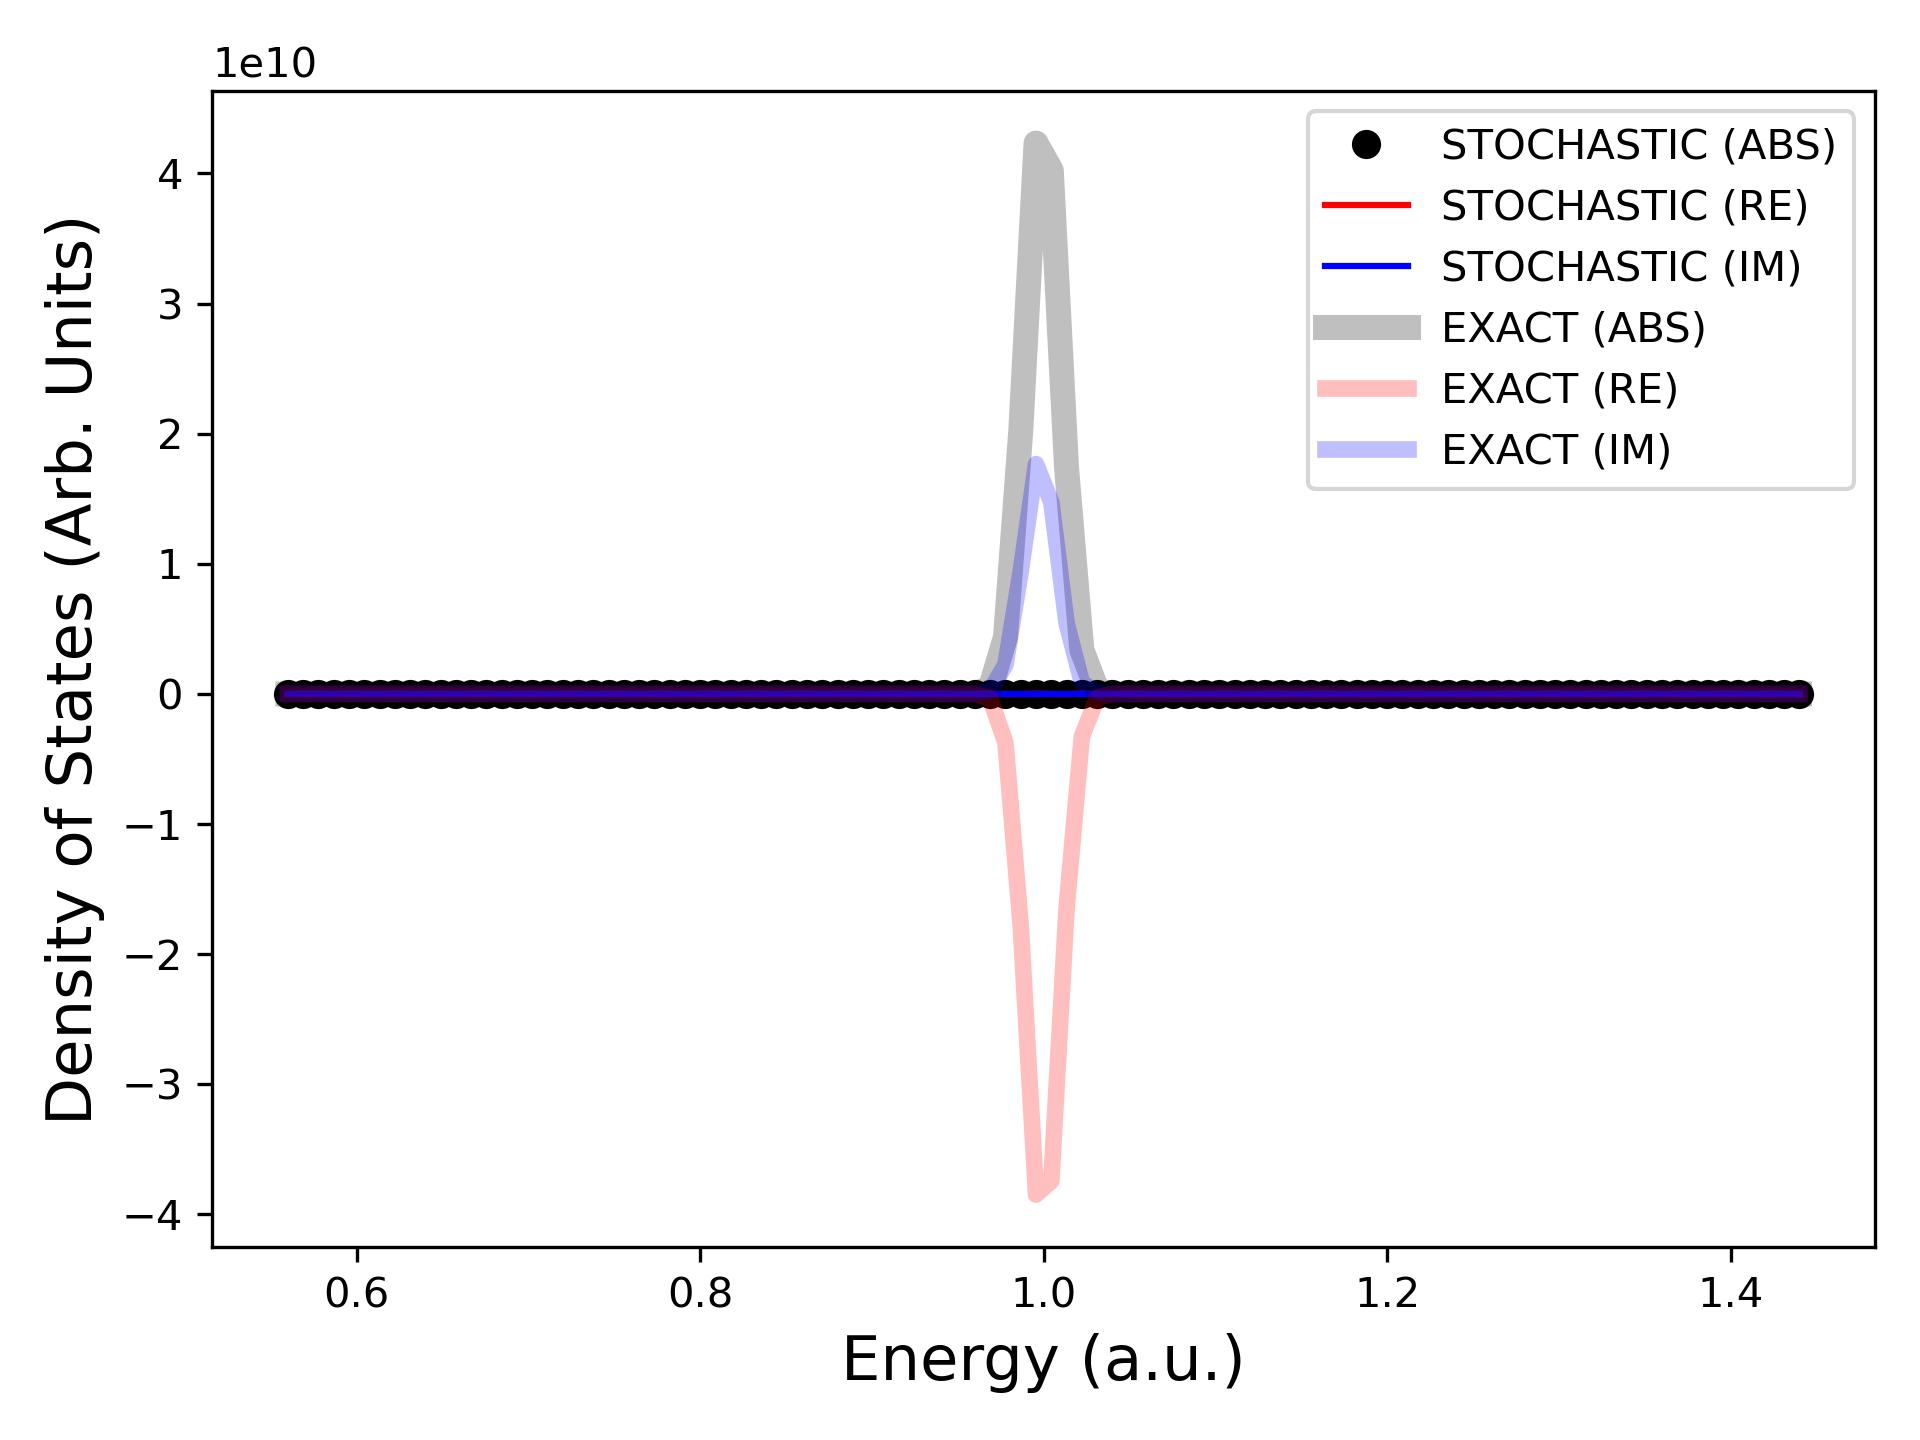 1e10
STOCHASTIC (ABS)
STOCHASTIC (RE)
STOCHASTIC (IM)
EXACT (ABS)
EXACT (RE)
EXACT (IM)
Density of States (Arb. Units)
4
3
2
1
0
−1
−2
−3
−4
0.6
0.8
1.0
1.2
1.4
Energy (a.u.)